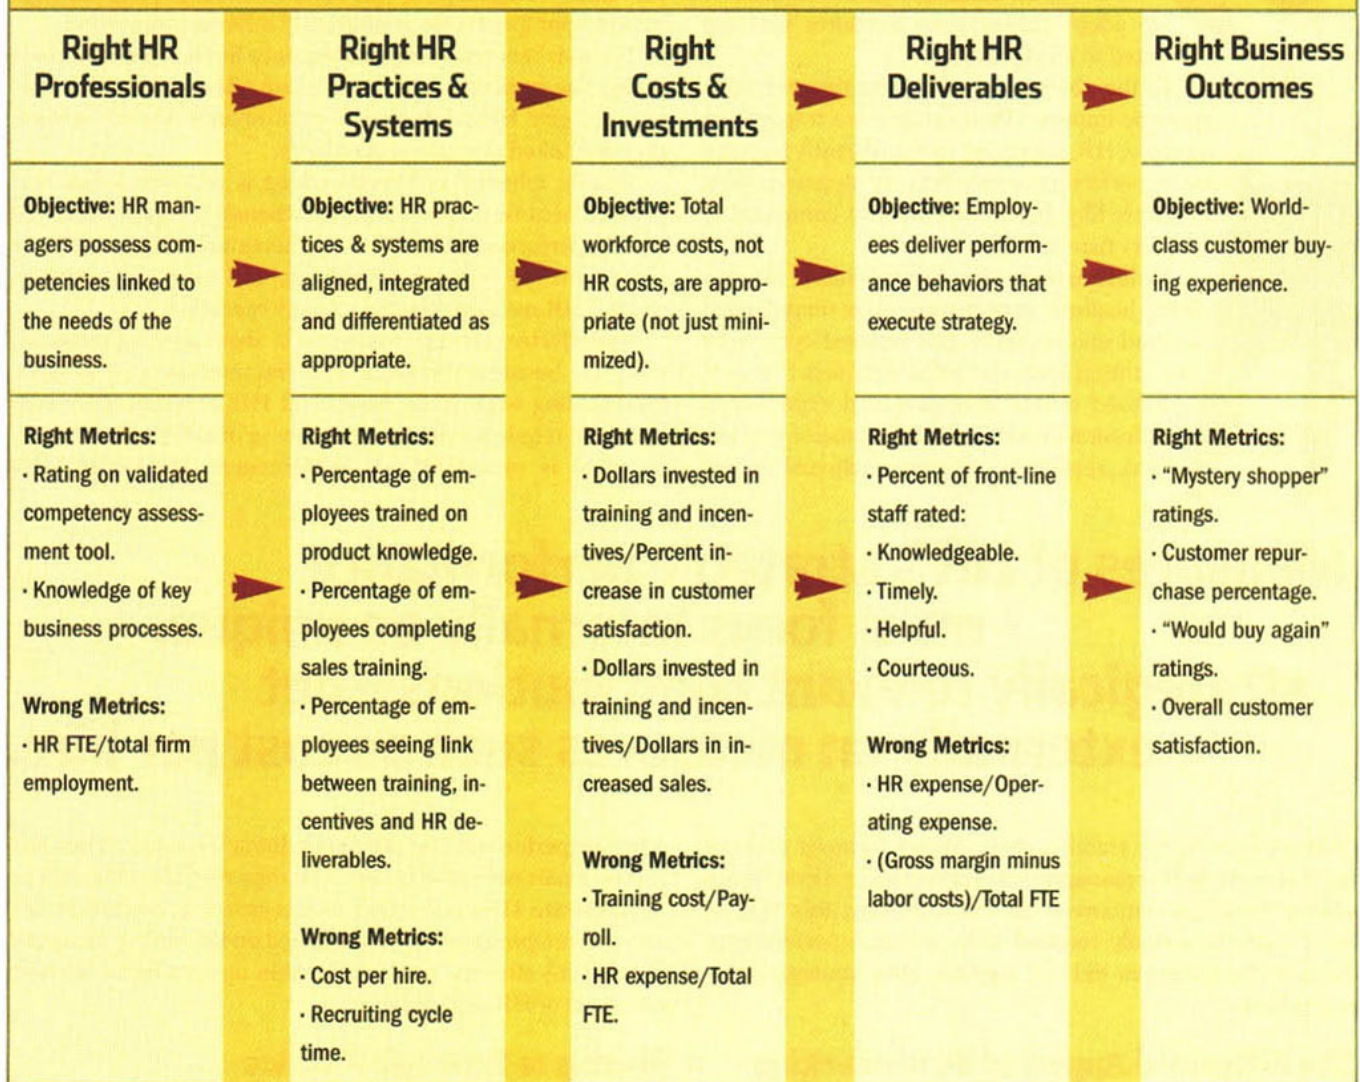 Right HR
Professionals
Right HR
Practices &
Systems
Right
Costs &
Investments
Right HR
Deliverables
Right Business
Outcomes
Objective: HR man-
agers possess com-
petencies linked to
the needs of the
business.
Objective: HR prac-
tices & systems are
aligned, integrated
and differentiated as
appropriate.
Objective: Total
workforce costs, not
HR costs, are appro-
priate (not just mini-
mized).
Objective: Employ-
ees deliver perform-
ance behaviors that
execute strategy.
Objective: World-
class customer buy-
ing experience.
Right Metrics:
· Rating on validated
competency assess-
ment tool.
· Knowledge of key
business processes.
Wrong Metrics:
· HR FTE/total firm
employment.
Right Metrics:
· Percentage of em-
ployees trained on
product knowledge.
· Percentage of em-
ployees completing
sales training.
· Percentage of em-
ployees seeing link
between training, in-
centives and HR de-
liverables.
Wrong Metrics:
· Cost per hire.
· Recruiting cycle
time.
Right Metrics:
· Dollars invested in
training and incen-
tives/Percent in-
crease in customer
satisfaction.
· Dollars invested in
training and incen-
tives/Dollars in in-
creased sales.
Wrong Metrics:
· Training cost/Pay-
roll.
· HR expense/Total
FTE.
Right Metrics:
· Percent of front-line
staff rated:
· Knowledgeable.
· Timely.
· Helpful.
· Courteous.
Wrong Metrics:
· HR expense/Oper-
ating expense.
· (Gross margin minus
labor costs)/Total FTE
Right Metrics:
· “Mystery shopper”
ratings.
· Customer repur-
chase percentage.
· “Would buy again”
ratings.
· Overall customer
satisfaction.